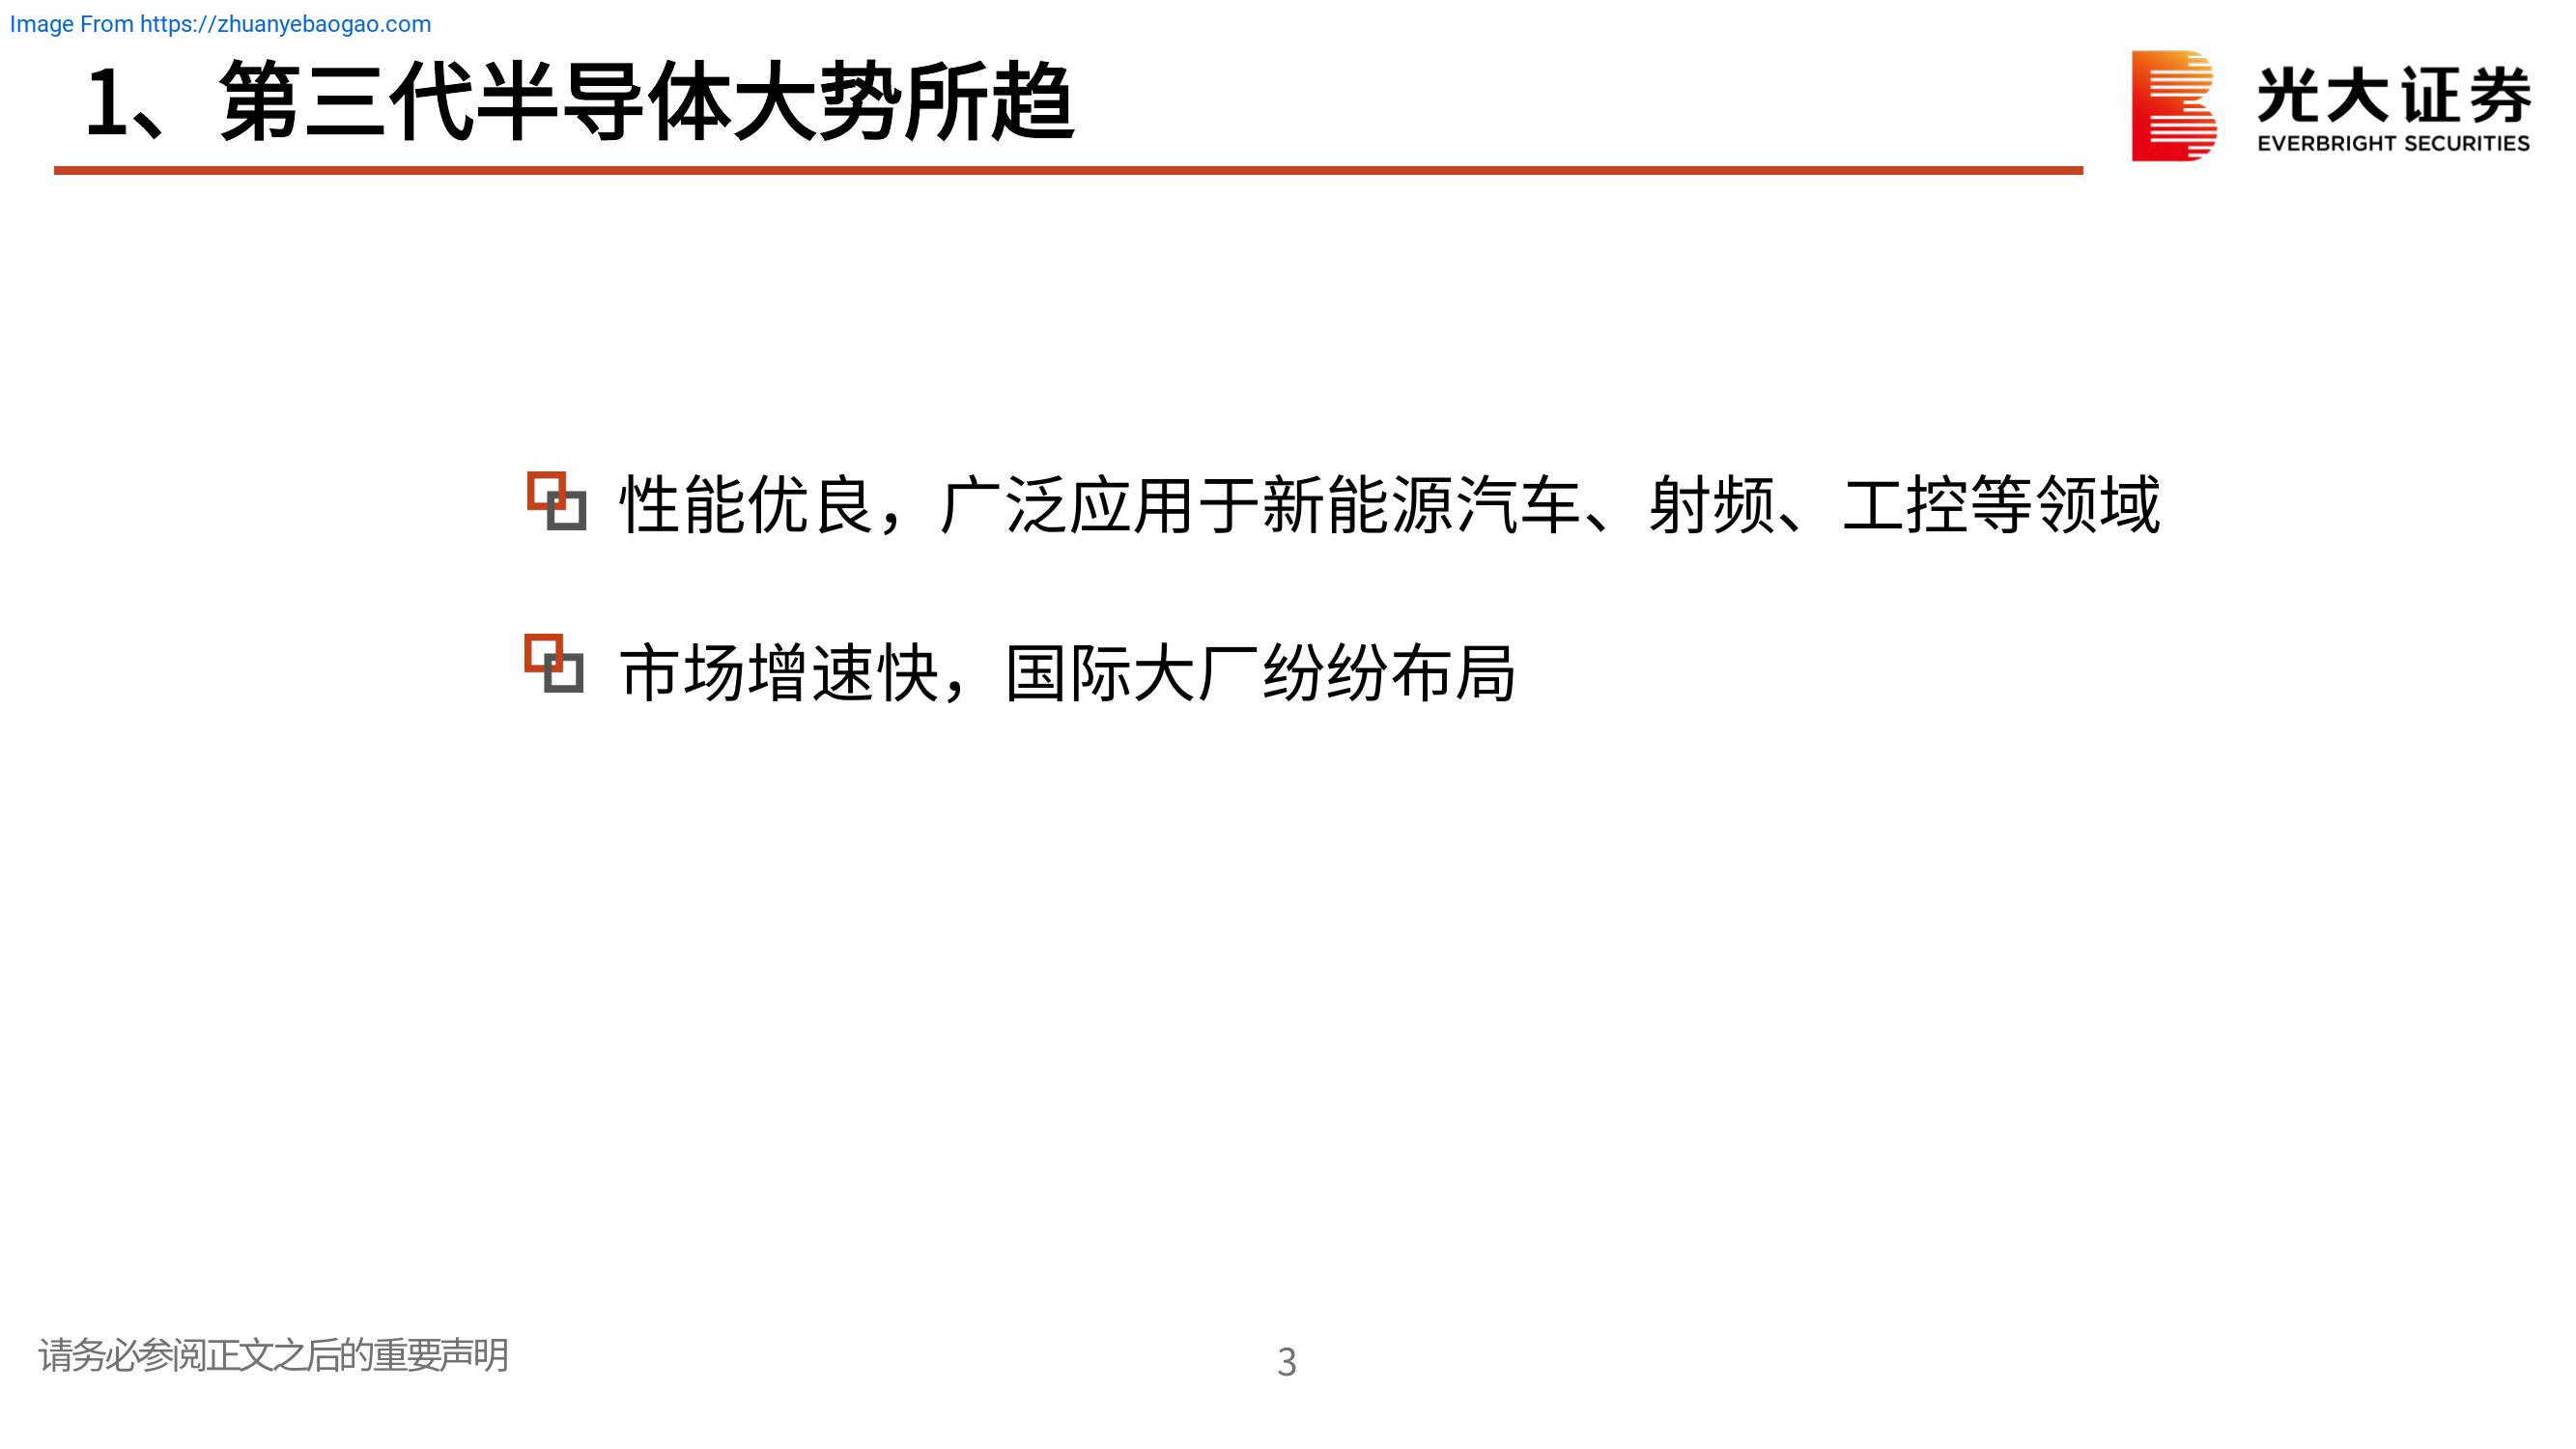 Image From https://zhuanyebaogao.com
1、第三代半导体大势所趋
光大证券
EVERBRIGHT SECURITIES
性能优良，广泛应用于新能源汽车、射频、工控等领域
市场增速快，国际大厂纷纷布局
请务必参阅正文之后的重要声明
3